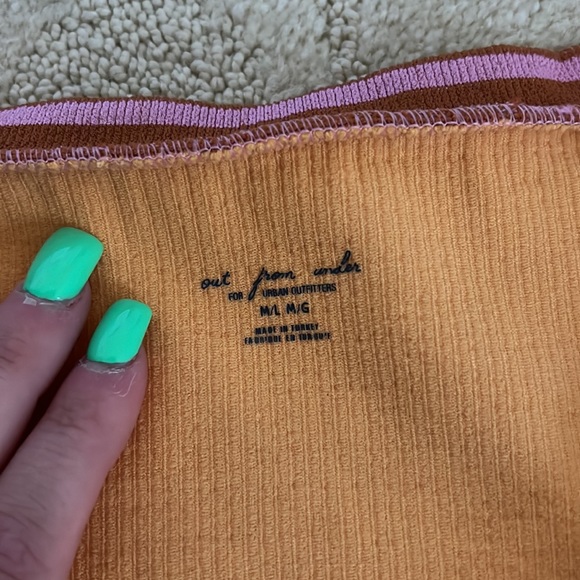 out from under
FOR URBAN OUTFITTERS
M/L M/G
MADE IN TURKEY
FABRIQUÉ EN TURQUIE